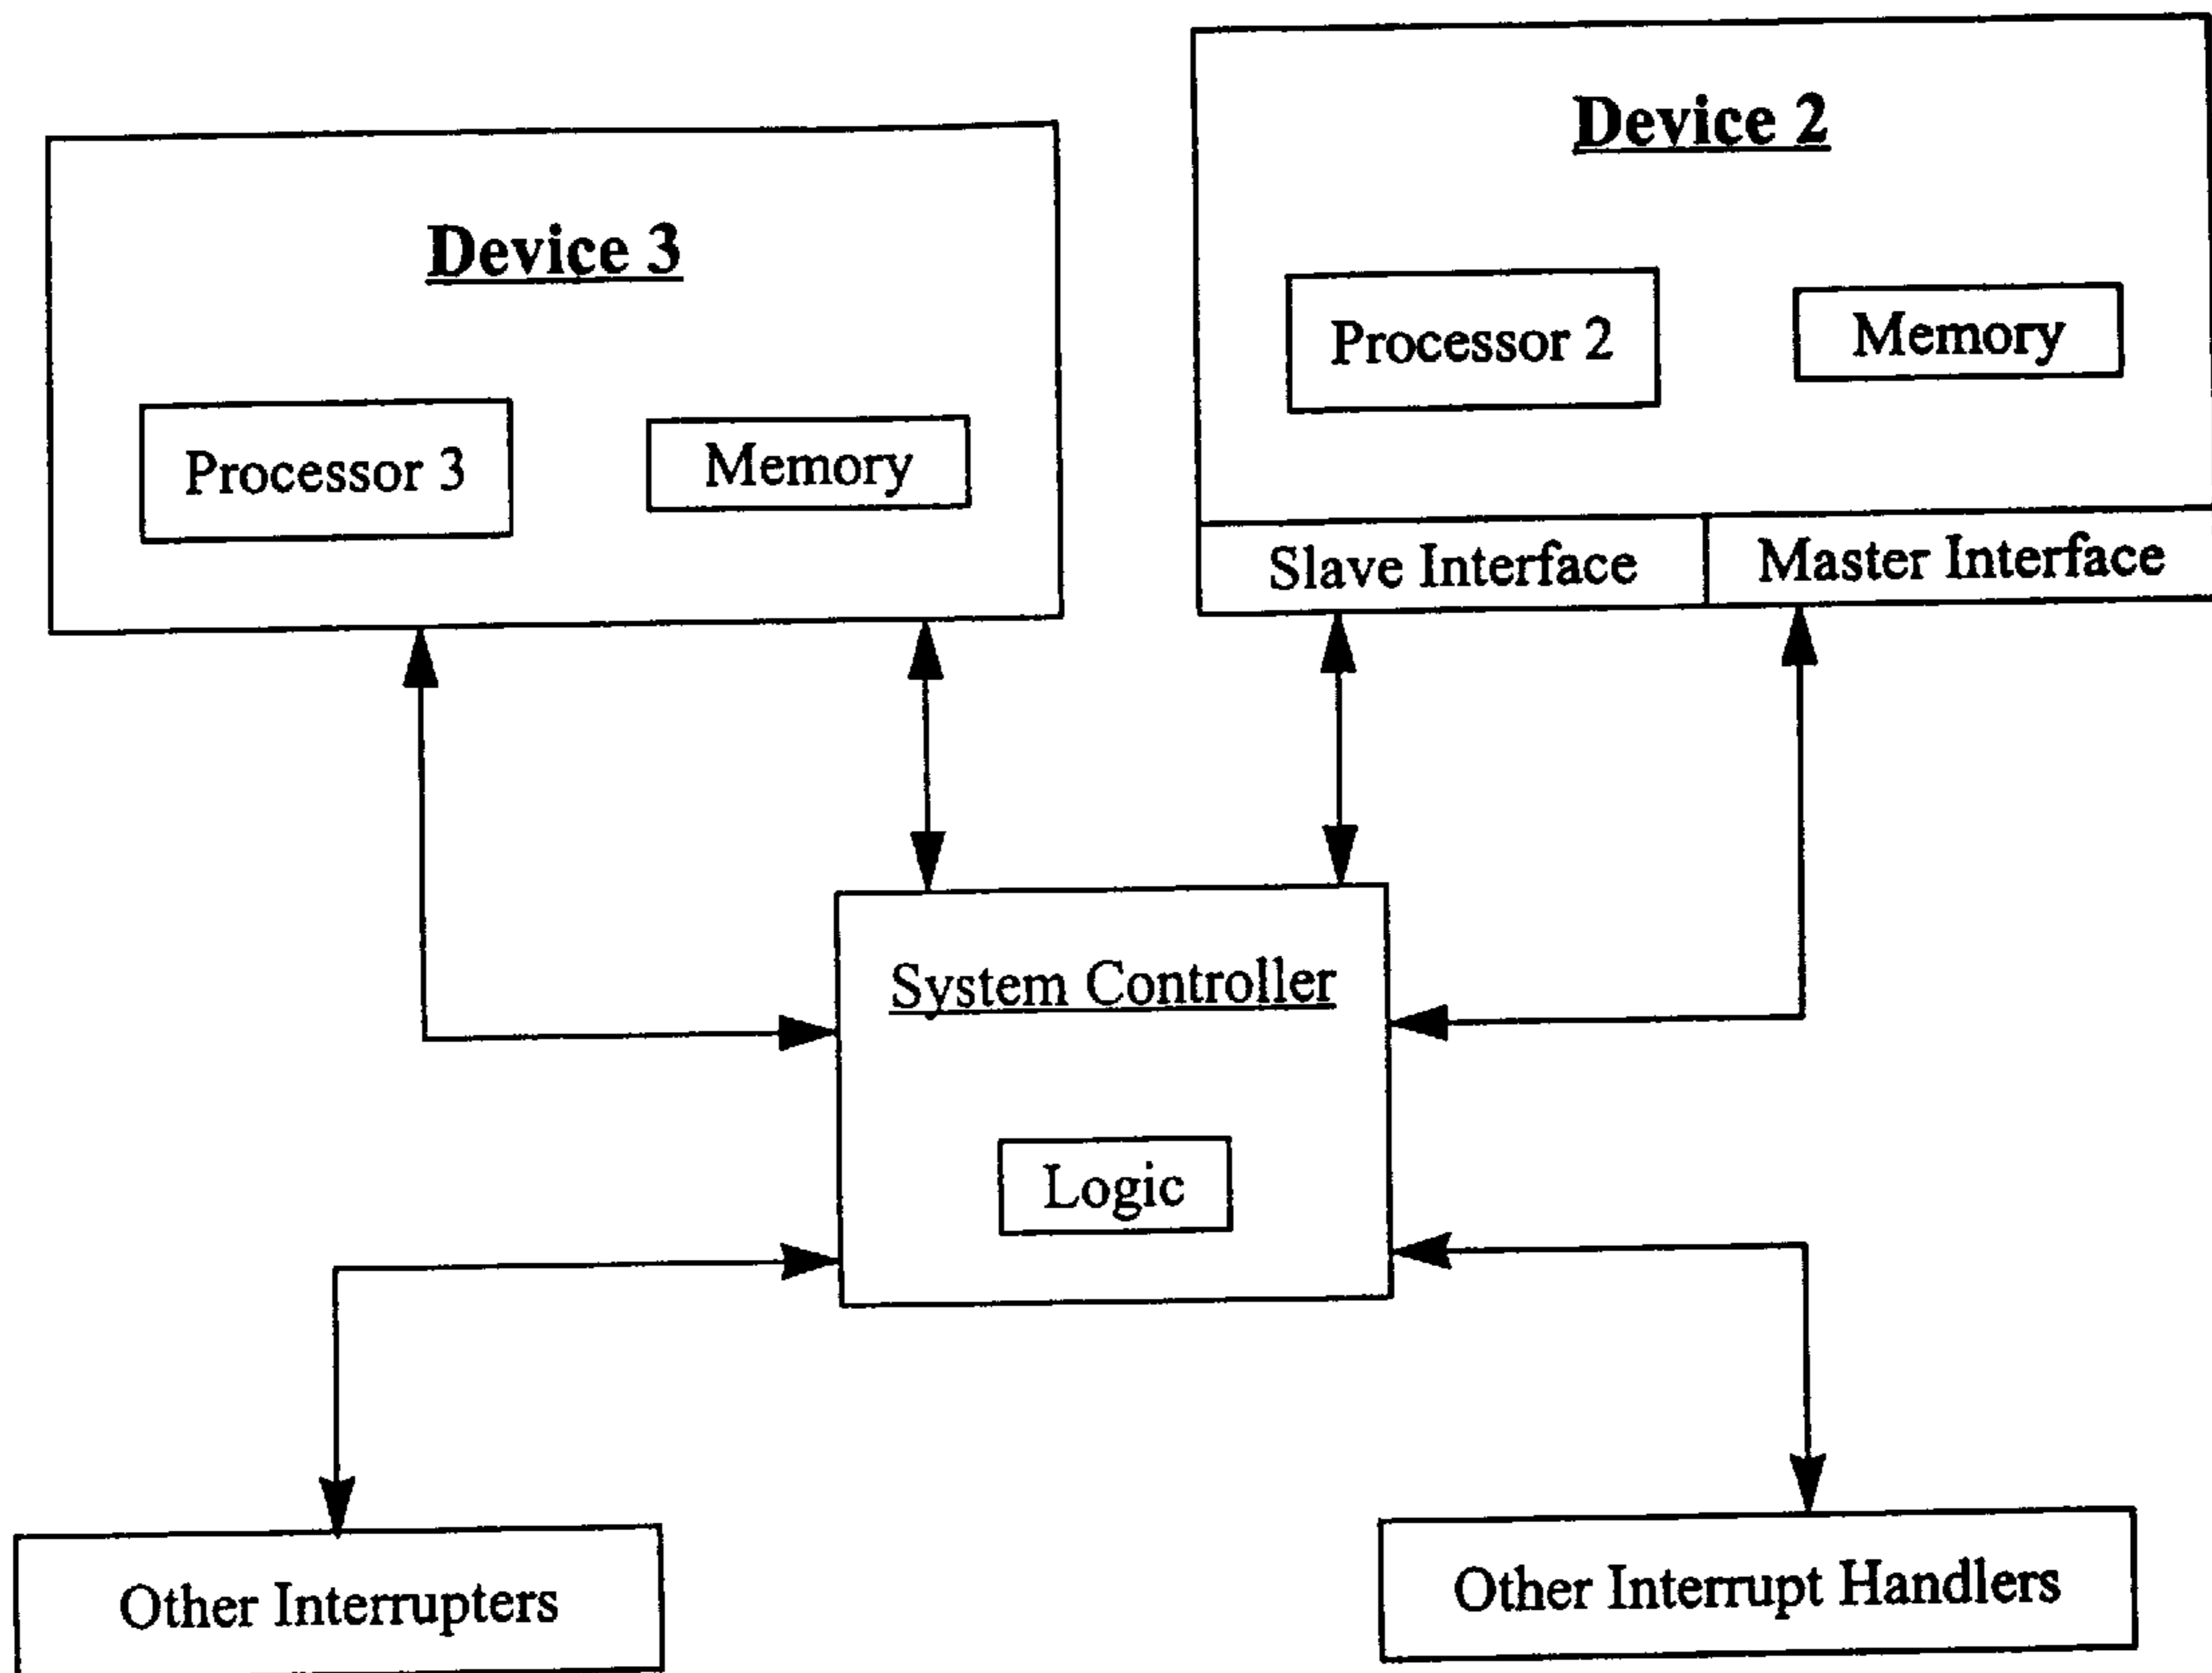 Device 2
Device 3
Processor 2
Memory
Processor 3
Memory
Slave Interface
Master Interface
System Controller
Logic
Other Interrupters
Other Interrupt Handlers